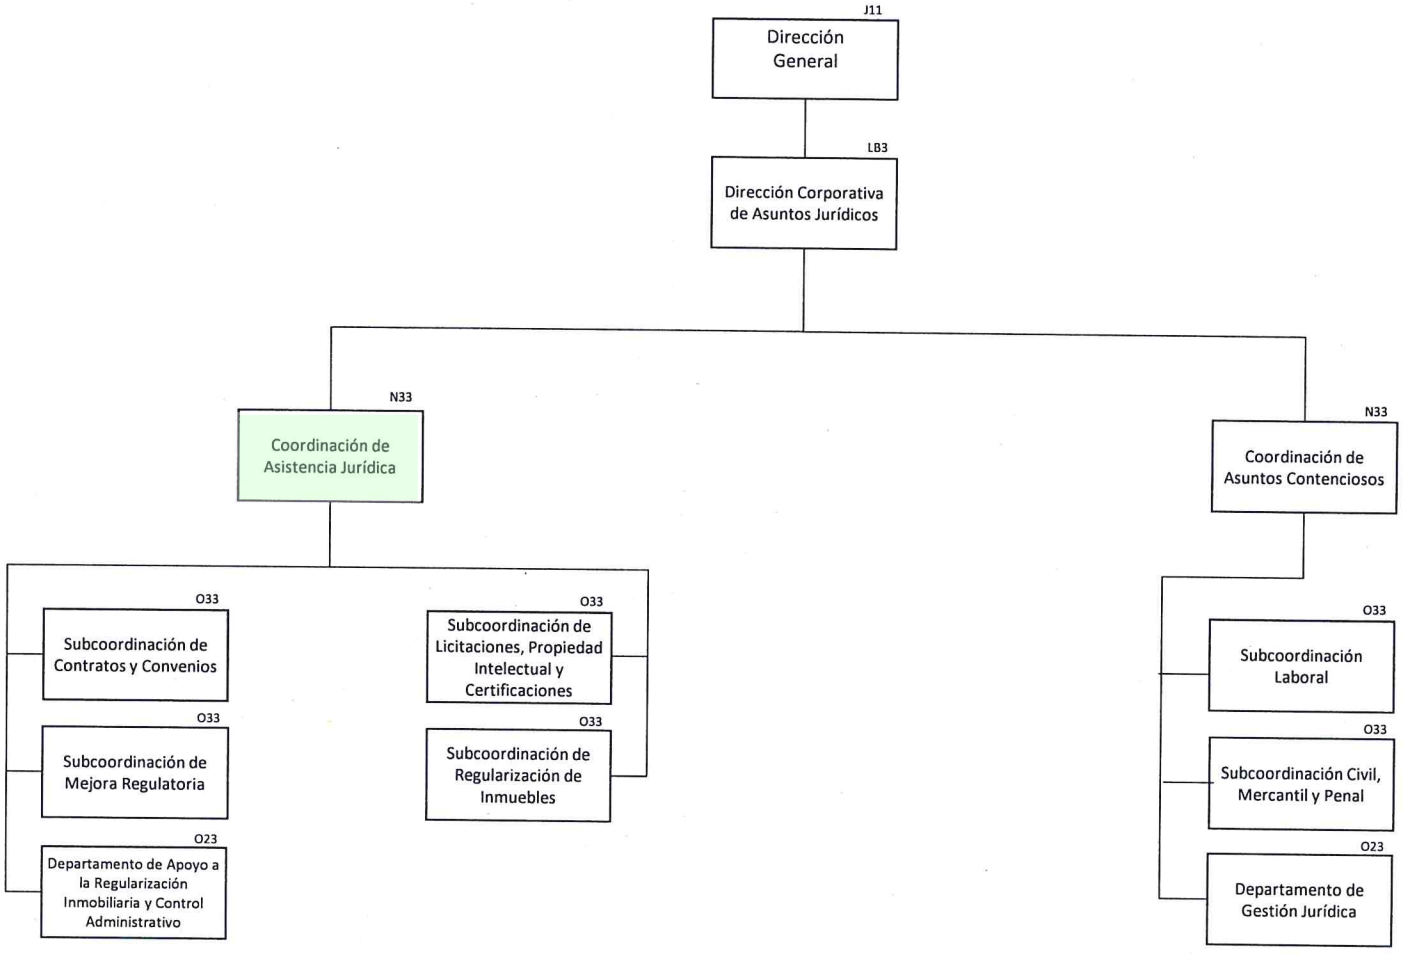 J11
Dirección
General
LB3
Dirección Corporativa
de Asuntos Jurídicos
N33
Coordinación de
Asistencia Jurídica
N33
Coordinación de
Asuntos Contenciosos
O33
Subcoordinación de
Contratos y Convenios
O33
Subcoordinación de
Mejora Regulatoria
O23
Departamento de Apoyo a
la Regularización
Inmobiliaria y Control
Administrativo
O33
Subcoordinación de
Licitaciones, Propiedad
Intelectual y
Certificaciones
O33
Subcoordinación de
Regularización de
Inmuebles
O33
Subcoordinación
Laboral
O33
Subcoordinación Civil,
Mercantil y Penal
O23
Departamento de
Gestión Jurídica